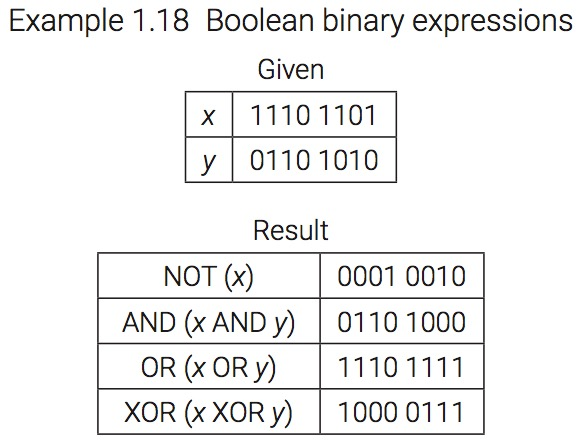 Example 1.18 Boolean binary expressions
Given
x 1110 1101
y 0110 1010
Result
NOT (x) 0001 0010
AND (x AND y) 0110 1000
OR (x OR y) 1110 1111
XOR (x XOR y) 1000 0111